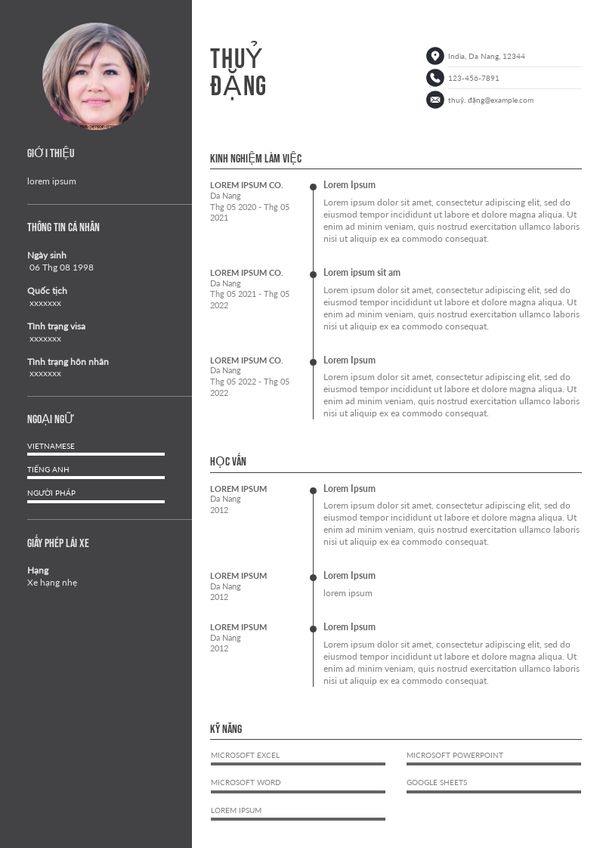 GIỚI THIỆU
lorem ipsum
THÔNG TIN CÁ NHÂN
Ngày sinh
06 Thg 08 1998
Quốc tịch
xxxxxxx
Tình trạng visa
xxxxxxx
Tình trạng hôn nhân
xxxxxxx
NGOẠI NGỮ
VIETNAMESE
TIẾNG ANH
NGƯỜI PHÁP
GIẤY PHÉP LÁI XE
Hạng
Xe hạng nhẹ
THUỶ
ĐẶNG
India, Da Nang, 12344
123-456-7891
thuỷ. đặng@example.com
KINH NGHIỆM LÀM VIỆC
LOREM IPSUM CO.
Da Nang
Thg 05 2020 - Thg 05
2021
Lorem Ipsum
Lorem ipsum dolor sit amet, consectetur adipiscing elit, sed do
eiusmod tempor incididunt ut labore et dolore magna aliqua. Ut
enim ad minim veniam, quis nostrud exercitation ullamco laboris
nisi ut aliquip ex ea commodo consequat.
LOREM IPSUM CO.
Da Nang
Thg 05 2021 - Thg 05
2022
Lorem ipsum sit am
Lorem ipsum dolor sit amet, consectetur adipiscing elit, sed do
eiusmod tempor incididunt ut labore et dolore magna aliqua. Ut
enim ad minim veniam, quis nostrud exercitation ullamco laboris
nisi ut aliquip ex ea commodo consequat.
LOREM IPSUM CO.
Da Nang
Thg 05 2022 - Thg 05
2022
Lorem Ipsum
Lorem ipsum dolor sit amet, consectetur adipiscing elit, sed do
eiusmod tempor incididunt ut labore et dolore magna aliqua. Ut
enim ad minim veniam, quis nostrud exercitation ullamco laboris
nisi ut aliquip ex ea commodo consequat.
HỌC VẤN
LOREM IPSUM
Da Nang
2012
Lorem Ipsum
Lorem ipsum dolor sit amet, consectetur adipiscing elit, sed do
eiusmod tempor incididunt ut labore et dolore magna aliqua. Ut
enim ad minim veniam, quis nostrud exercitation ullamco laboris
nisi ut aliquip ex ea commodo consequat.
LOREM IPSUM
Da Nang
2012
Lorem Ipsum
lorem ipsum
LOREM IPSUM
Da Nang
2012
Lorem Ipsum
Lorem ipsum dolor sit amet, consectetur adipiscing elit, sed do
eiusmod tempor incididunt ut labore et dolore magna aliqua. Ut
enim ad minim veniam, quis nostrud exercitation ullamco laboris
nisi ut aliquip ex ea commodo consequat.
KỸ NĂNG
MICROSOFT EXCEL
MICROSOFT POWERPOINT
MICROSOFT WORD
GOOGLE SHEETS
LOREM IPSUM